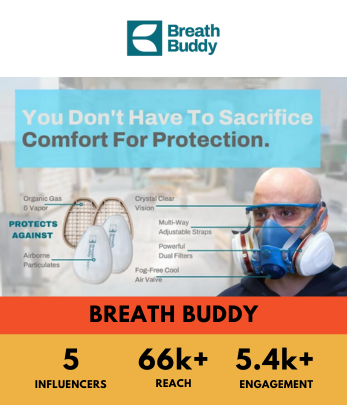 Breath
Buddy
You Don't Have To Sacrifice
Comfort For Protection.
Organic Gas
& Vapor
Crystal Clear
Vision
PROTECTS
AGAINST
Multi-Way
Adjustable Straps
Powerful
Dual Filters
Airborne
Particulates
Fog-Free Cool
Air Valve
BREATH BUDDY
5 66k+ 5.4k+
INFLUENCERS REACH ENGAGEMENT